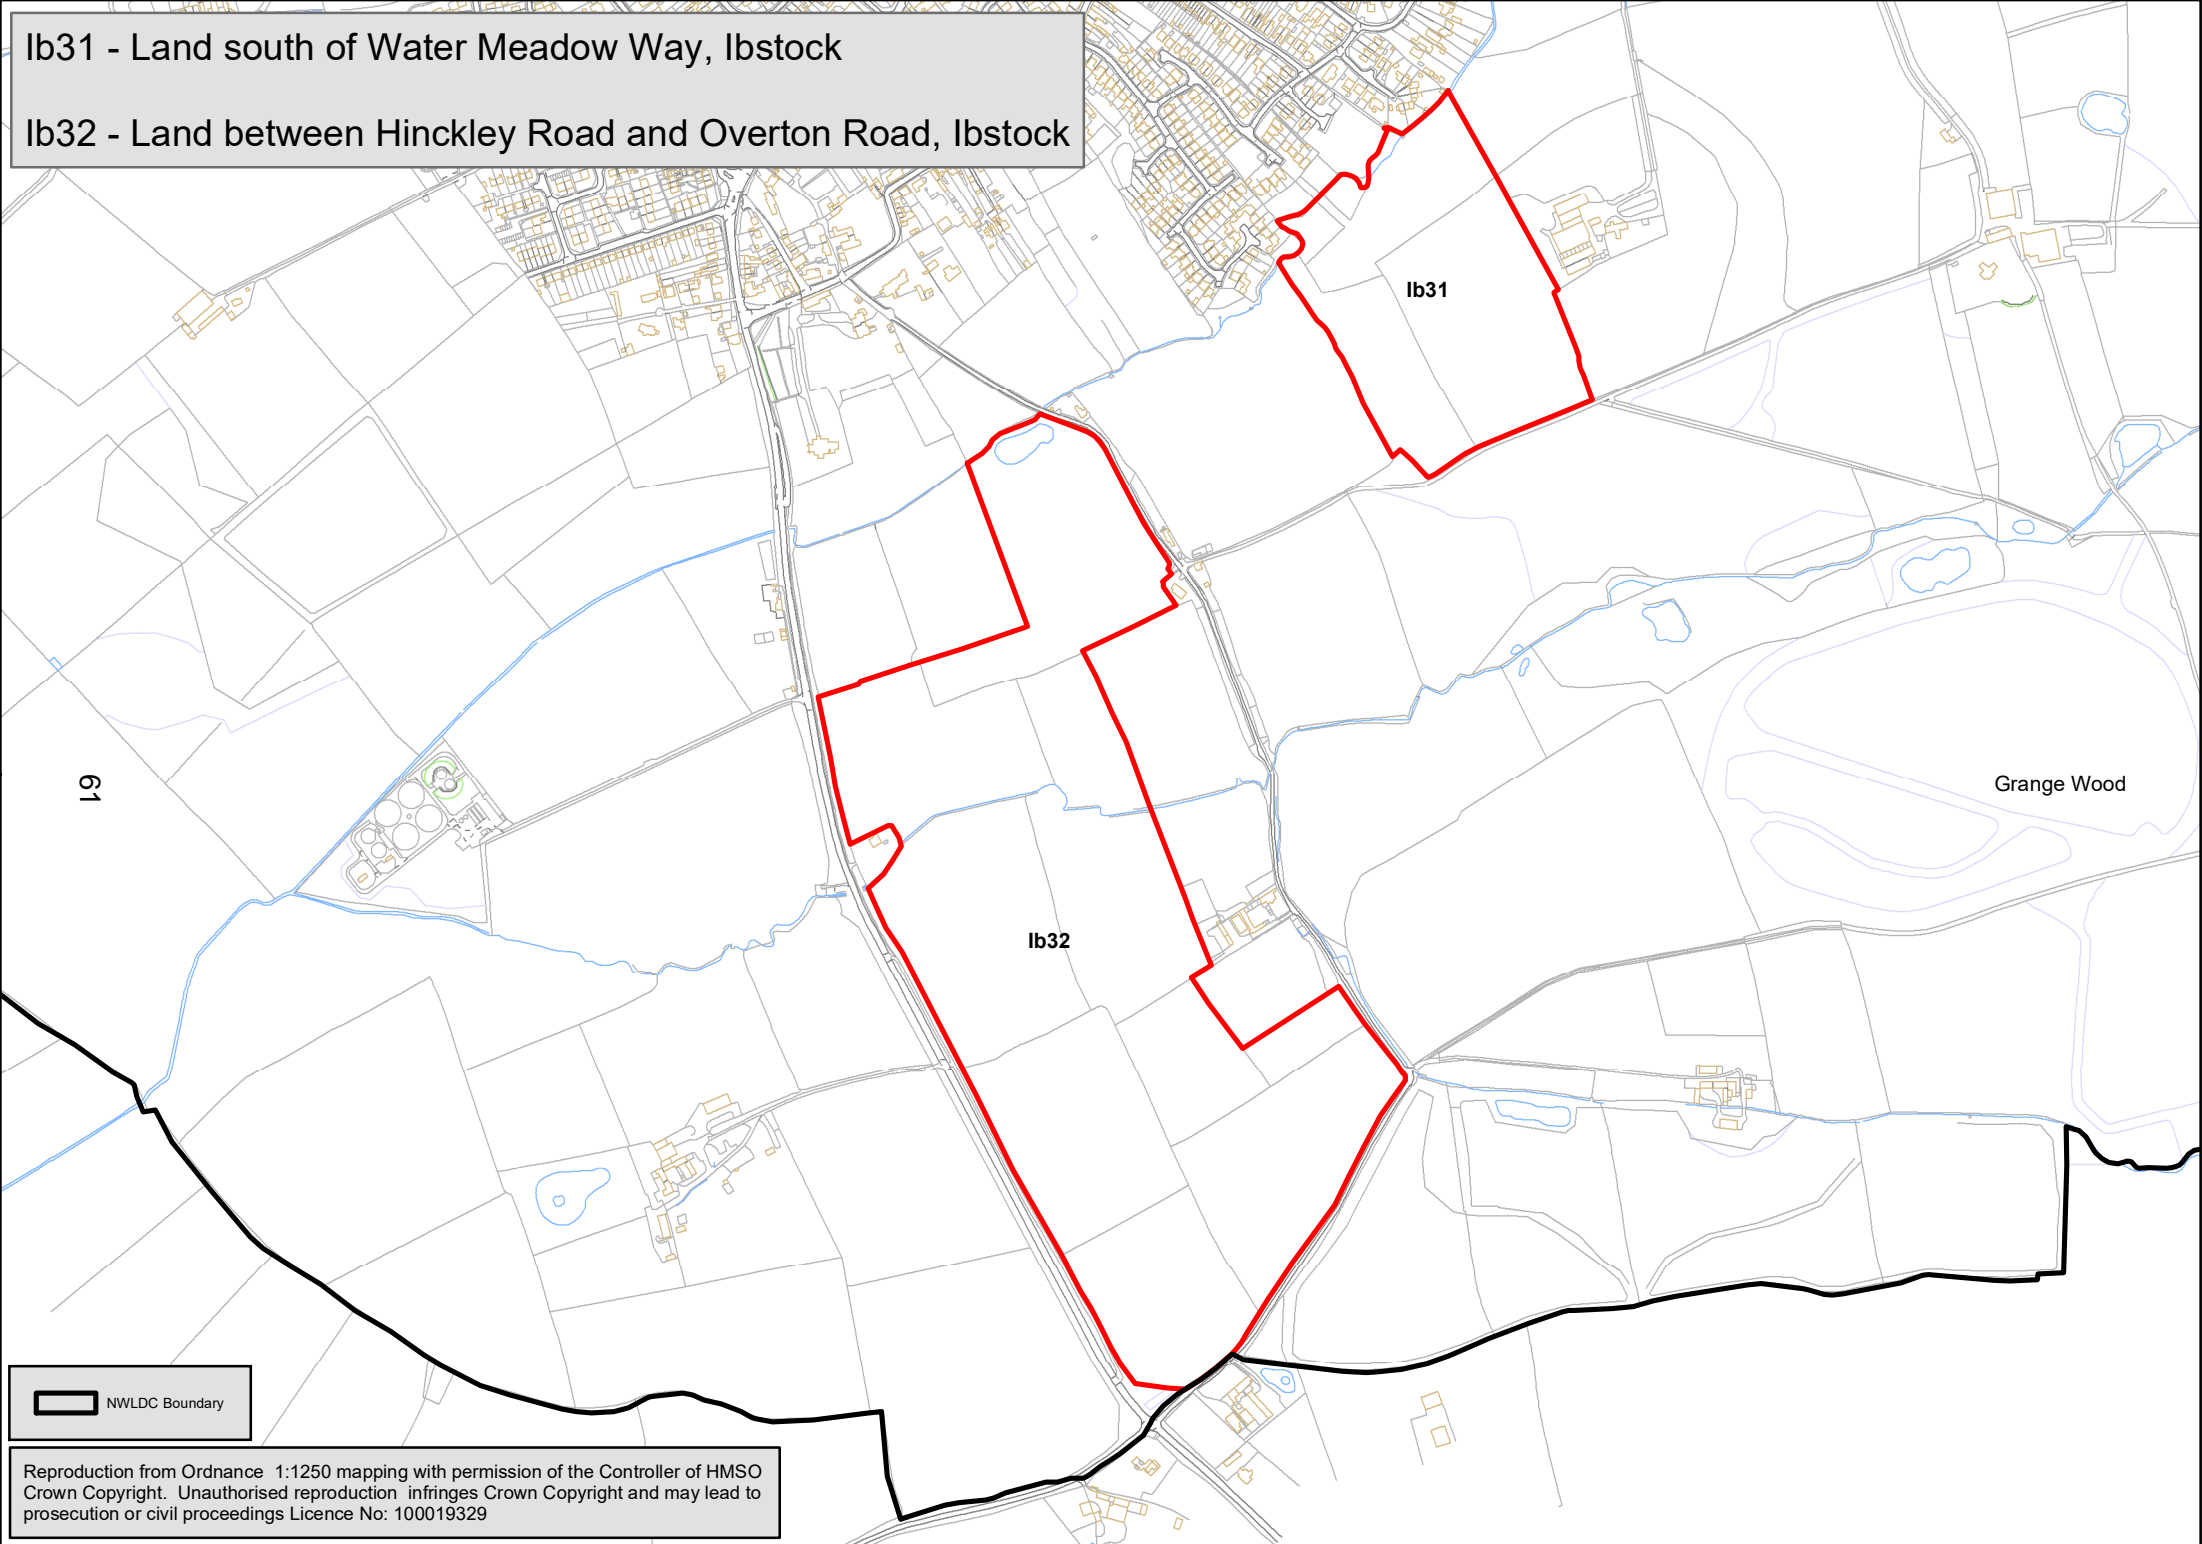 Ib31 - Land south of Water Meadow Way, Ibstock
Ib32 - Land between Hinckley Road and Overton Road, Ibstock
Ib31
61
Grange Wood
Ib32
NWLDC Boundary
Reproduction from Ordnance 1:1250 mapping with permission of the Controller of HMSO
Crown Copyright. Unauthorised reproduction infringes Crown Copyright and may lead to
prosecution or civil proceedings Licence No: 100019329